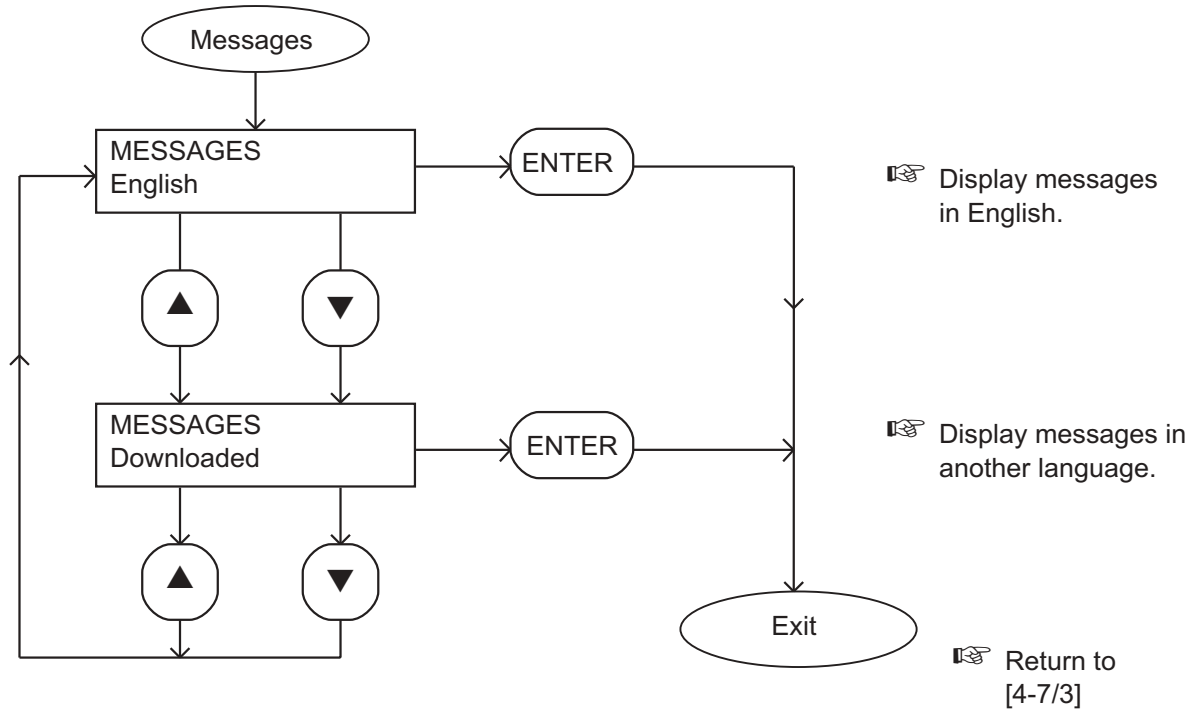 Messages
MESSAGES
English
ENTER
☞ Display messages
in English.
▲
▼
MESSAGES
Downloaded
ENTER
☞ Display messages in
another language.
▲
▼
Exit
☞ Return to
[4-7/3]